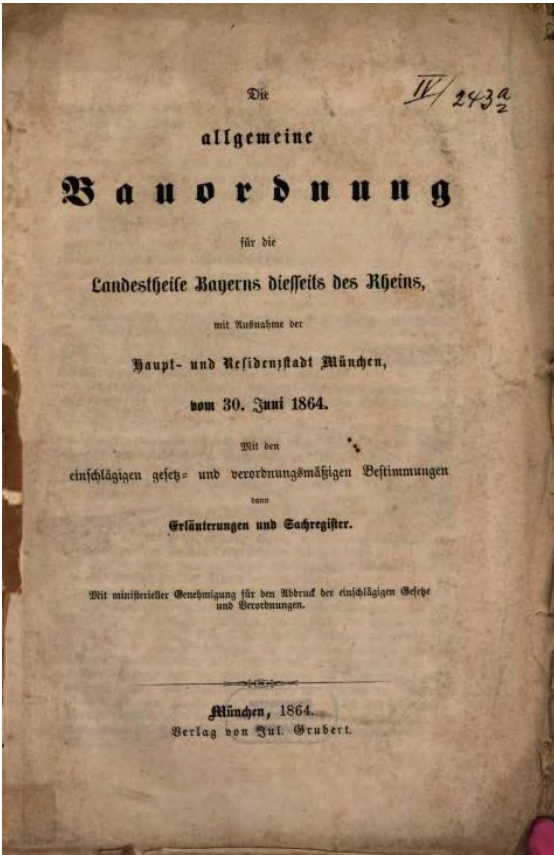 Die
IV/243 a/2
allgemeine
Bauordnung
für die
Landestheile Bayerns diesseits des Rheins,
mit Ausnahme der
Haupt- und Residenzstadt München,
vom 30. Juni 1864.
Mit den
einschlägigen gesetz- und verordnungsmäßigen Bestimmungen
dann
Erläuterungen und Sachregister.
Mit ministerieller Genehmigung für den Abdruck der einschlägigen Gesetze
und Verordnungen.
München, 1864.
Verlag von Jul. Grubert.